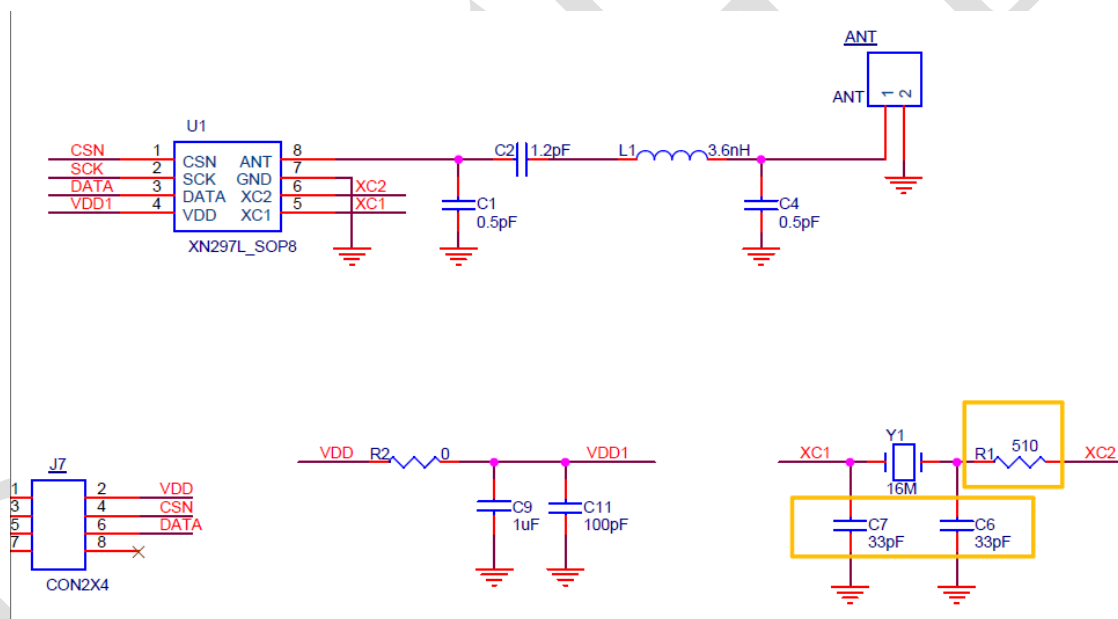 ANT
ANT
1
2
U1
CSN
SCK
DATA
VDD1
1
2
3
4
CSN ANT
SCK GND
DATA XC2
VDD XC1
8
7
6
5
XC2
XC1
XN297L_SOP8
C2 1.2pF
L1 3.6nH
C1
0.5pF
C4
0.5pF
J7
1 2 VDD
3 4 CSN
5 6 DATA
7 8
CON2X4
VDD R2 0 VDD1
C9
1uF
C11
100pF
XC1
Y1
16M
R1 510 XC2
C7
33pF
C6
33pF